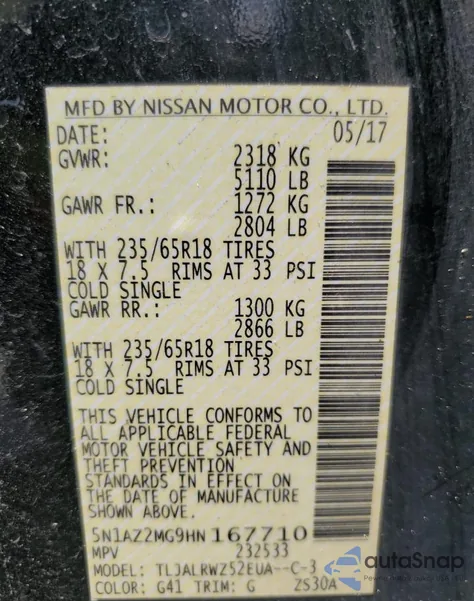 MFD BY NISSAN MOTOR CO., LTD.
DATE: 05/17
GVWR: 2318 KG
5110 LB
GAWR FR.: 1272 KG
2804 LB
WITH 235/65R18 TIRES
18 X 7.5 RIMS AT 33 PSI
COLD SINGLE
GAWR RR.: 1300 KG
2866 LB
WITH 235/65R18 TIRES
18 X 7.5 RIMS AT 33 PSI
COLD SINGLE
THIS VEHICLE CONFORMS TO
ALL APPLICABLE FEDERAL
MOTOR VEHICLE SAFETY AND
THEFT PREVENTION
STANDARDS IN EFFECT ON
THE DATE OF MANUFACTURE
SHOWN ABOVE.
5N1AZ2MG9HN 167710
MPV 232533
MODEL: TLJALRWZ52EUA--C-3
COLOR: G41 TRIM: G 2S30A
autoSnap